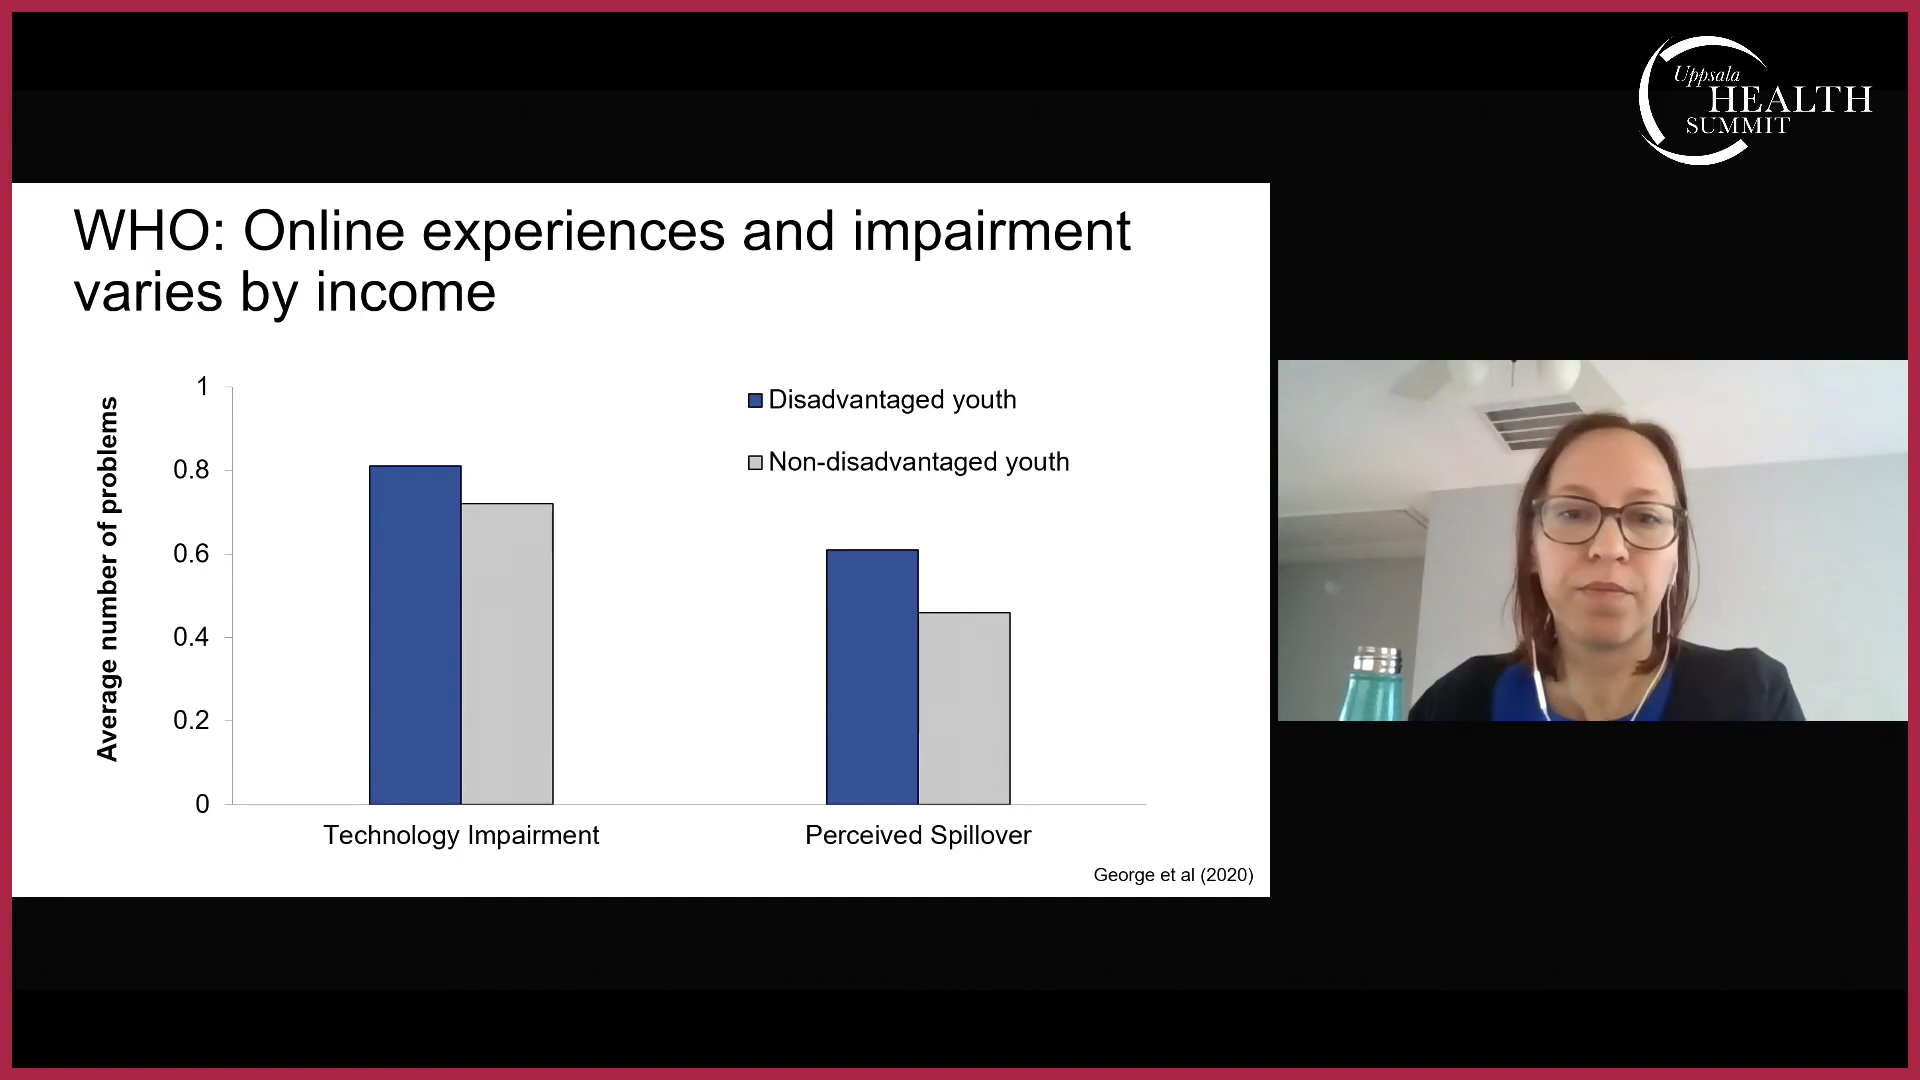 Uppsala
HEALTH
SUMMIT
WHO: Online experiences and impairment
varies by income
Average number of problems
1
0.8
0.6
0.4
0.2
0
Disadvantaged youth
Non-disadvantaged youth
Technology Impairment
Perceived Spillover
George et al (2020)